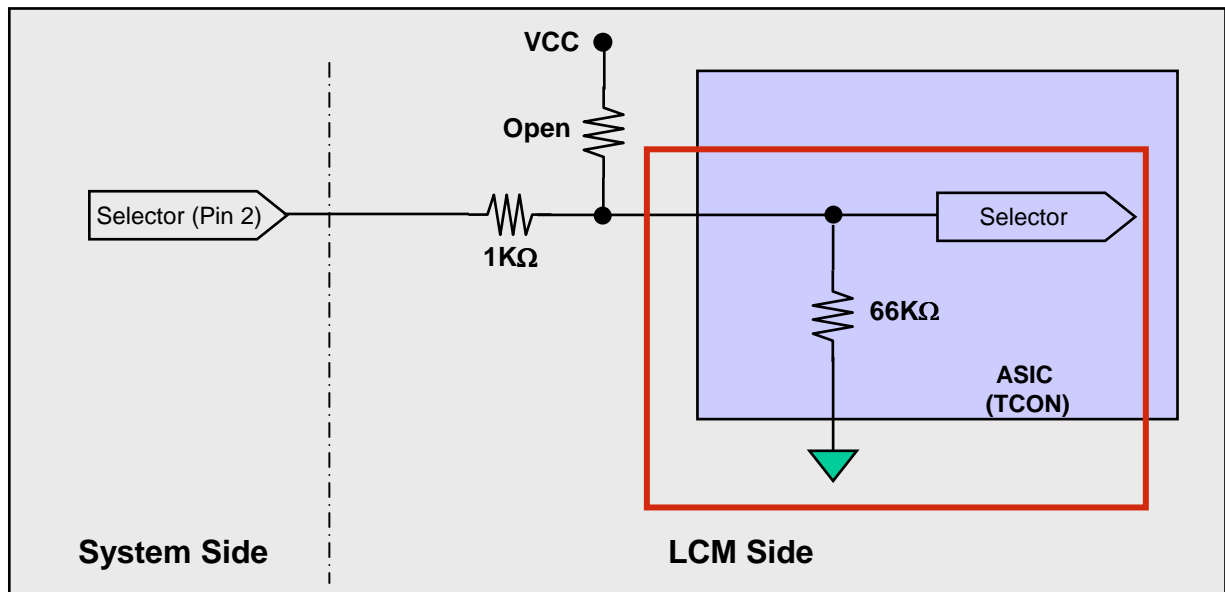 VCC
Open
Selector (Pin 2)
Selector
1KΩ
66KΩ
ASIC
(TCON)
System Side
LCM Side